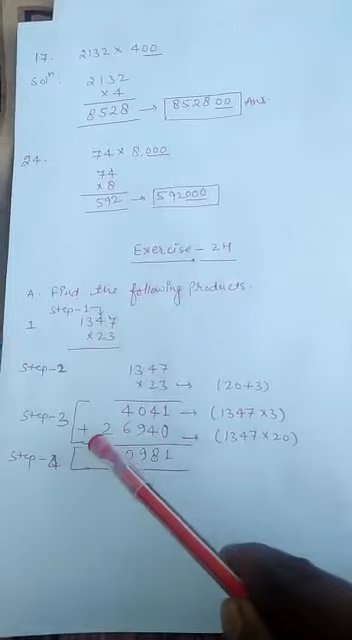 17. 2132 × 400
Solⁿ. 2132
× 4
8528 → 852800 Ans.
24. 74 × 8,000
74
×8
592 → 592000
Exercise - 2H
A. Find the following products.
Step-1
1 1347
× 23
Step-2 1347
× 23 → (20+3)
Step-3 4041 → (1347×3)
+ 26940 → (1347×20)
Step-4 0981